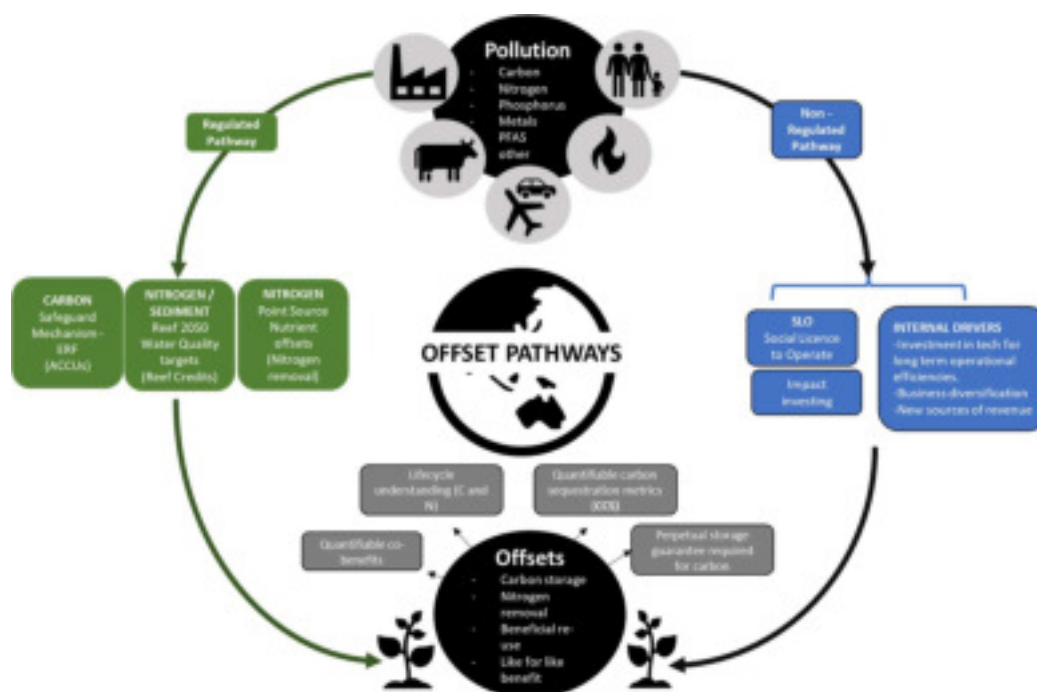 Pollution
- Carbon
- Nitrogen
- Phosphorus
- Metals
- PFAS
other
Regulated
Pathway
Non -
Regulated
Pathway
CARBON
Safeguard
Mechanism -
ERF
(ACCUs)
NITROGEN /
SEDIMENT
Reef 2050
Water Quality
targets
(Reef Credits)
NITROGEN
Point Source
Nutrient
offsets
(Nitrogen
removal)
OFFSET PATHWAYS
SLO
Social Licence
to Operate
Impact
investing
INTERNAL DRIVERS
-Investment in tech for
long term operational
efficiencies.
-Business diversification
-New sources of revenue
Lifecycle
understanding (C and
N)
Quantifiable carbon
sequestration metrics
Quantifiable co-
benefits
Perpetual storage
guarantee required
for carbon
Offsets
- Carbon storage
- Nitrogen
removal
- Beneficial re-
use
- Like for like
benefit